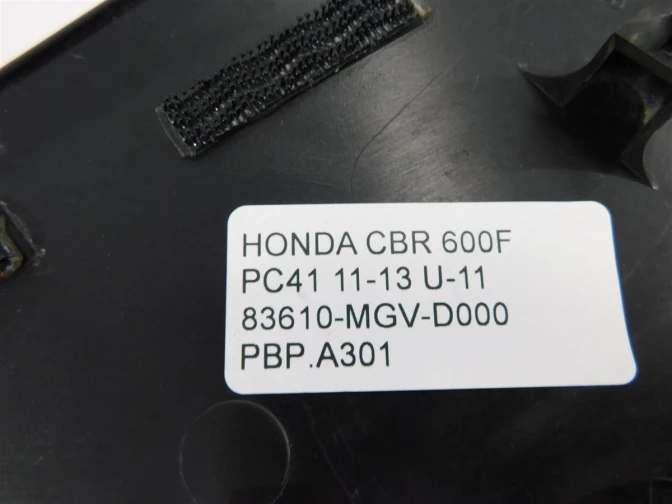 HONDA CBR 600F
PC41 11-13 U-11
83610-MGV-D000
PBP.A301